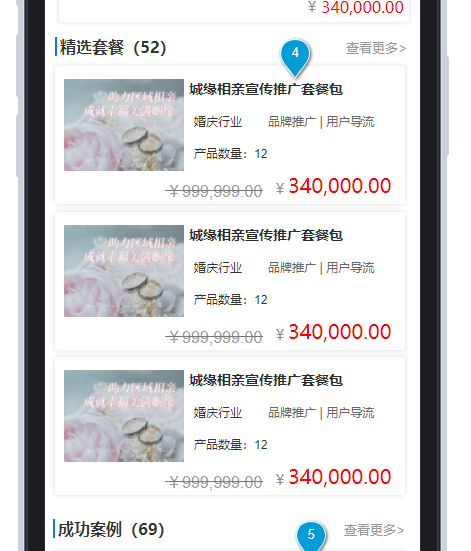 ￥ 340,000.00
精选套餐（52）
查看更多>
4
助力区域相亲
成就幸福美满姻缘
城缘相亲宣传推广套餐包
婚庆行业 品牌推广 | 用户导流
产品数量：12
￥999,999.00 ￥ 340,000.00
助力区域相亲
成就幸福美满姻缘
城缘相亲宣传推广套餐包
婚庆行业 品牌推广 | 用户导流
产品数量：12
￥999,999.00 ￥ 340,000.00
助力区域相亲
成就幸福美满姻缘
城缘相亲宣传推广套餐包
婚庆行业 品牌推广 | 用户导流
产品数量：12
￥999,999.00 ￥ 340,000.00
成功案例（69）
5
查看更多>